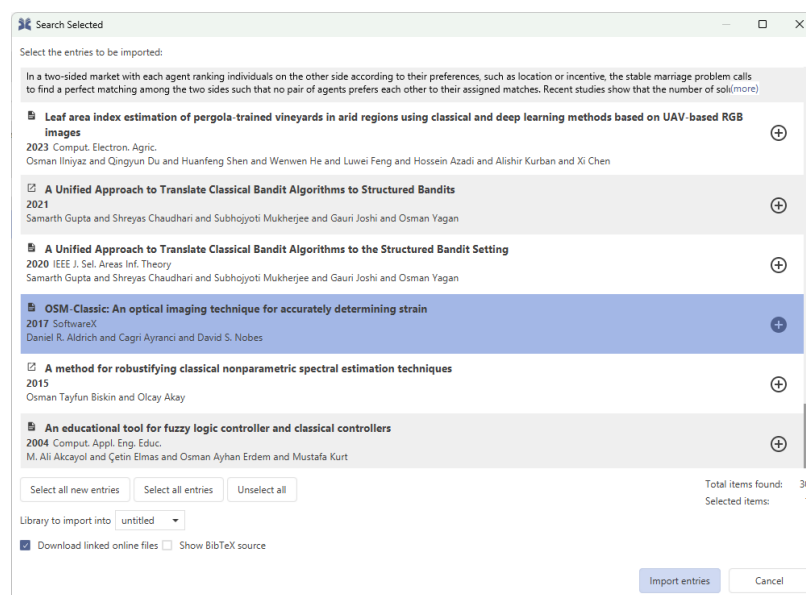 Search Selected
Select the entries to be imported:
In a two-sided market with each agent ranking individuals on the other side according to their preferences, such as location or incentive, the stable marriage problem calls
to find a perfect matching among the two sides such that no pair of agents prefers each other to their assigned matches. Recent studies show that the number of (more)
Leaf area index estimation of pergola-trained vineyards in arid regions using classical and deep learning methods based on UAV-based RGB
images
2023 Comput. Electron. Agric.
Osman Ilniyaz and Qingyun Du and Huanfeng Shen and Wenwen He and Luwei Feng and Hossein Azadi and Alishir Kurban and Xi Chen
A Unified Approach to Translate Classical Bandit Algorithms to Structured Bandits
2021
Samarth Gupta and Shreyas Chaudhari and Subhojyoti Mukherjee and Gauri Joshi and Osman Yagan
A Unified Approach to Translate Classical Bandit Algorithms to the Structured Bandit Setting
2020 IEEE J. Sel. Areas Inf. Theory
Samarth Gupta and Shreyas Chaudhari and Subhojyoti Mukherjee and Gauri Joshi and Osman Yagan
OSM-Classic: An optical imaging technique for accurately determining strain
2017 SoftwareX
Daniel R. Aldrich and Cagri Ayranci and David S. Nobes
A method for robustifying classical nonparametric spectral estimation techniques
2015
Osman Tayfun Biskin and Olcay Akay
An educational tool for fuzzy logic controller and classical controllers
2004 Comput. Appl. Eng. Educ.
M. Ali Akcayol and Çetin Elmas and Osman Ayhan Erdem and Mustafa Kurt
Select all new entries Select all entries Unselect all
Total items found:
Selected items:
Library to import into untitled
Download linked online files Show BibTeX source
Import entries Cancel